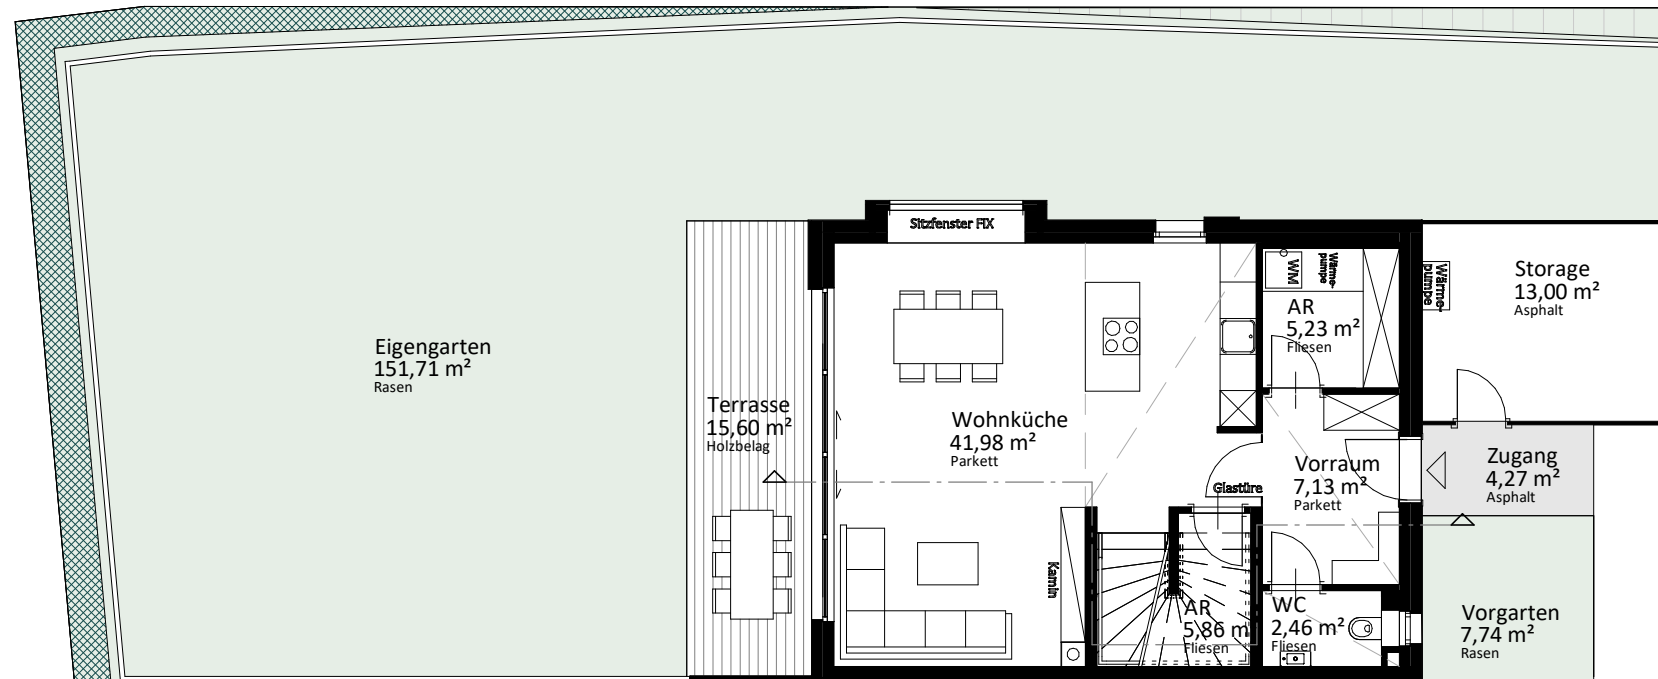 Sitzfenster FIX
WM
Wärme-
pumpe
AR
5,23 m²
Fliesen
Wärme-
pumpe
Storage
13,00 m²
Asphalt
Eigengarten
151,71 m²
Rasen
Terrasse
15,60 m²
Holzbelag
Wohnküche
41,98 m²
Parkett
Glastüre
Vorraum
7,13 m²
Parkett
Zugang
4,27 m²
Asphalt
Kamin
AR
5,86 m
Fliesen
WC
2,46 m²
Fliesen
Vorgarten
7,74 m²
Rasen